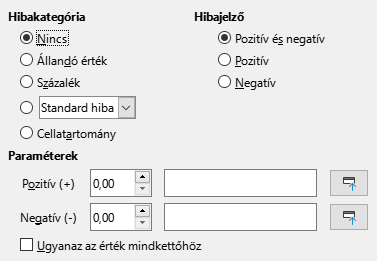 Hibakategória
Nincs
Állandó érték
Százalék
Standard hiba
Cellatartomány
Hibajelző
Pozitív és negatív
Pozitív
Negatív
Paraméterek
Pozitív (+) 0,00
Negatív (-) 0,00
Ugyanaz az érték mindkettőhöz